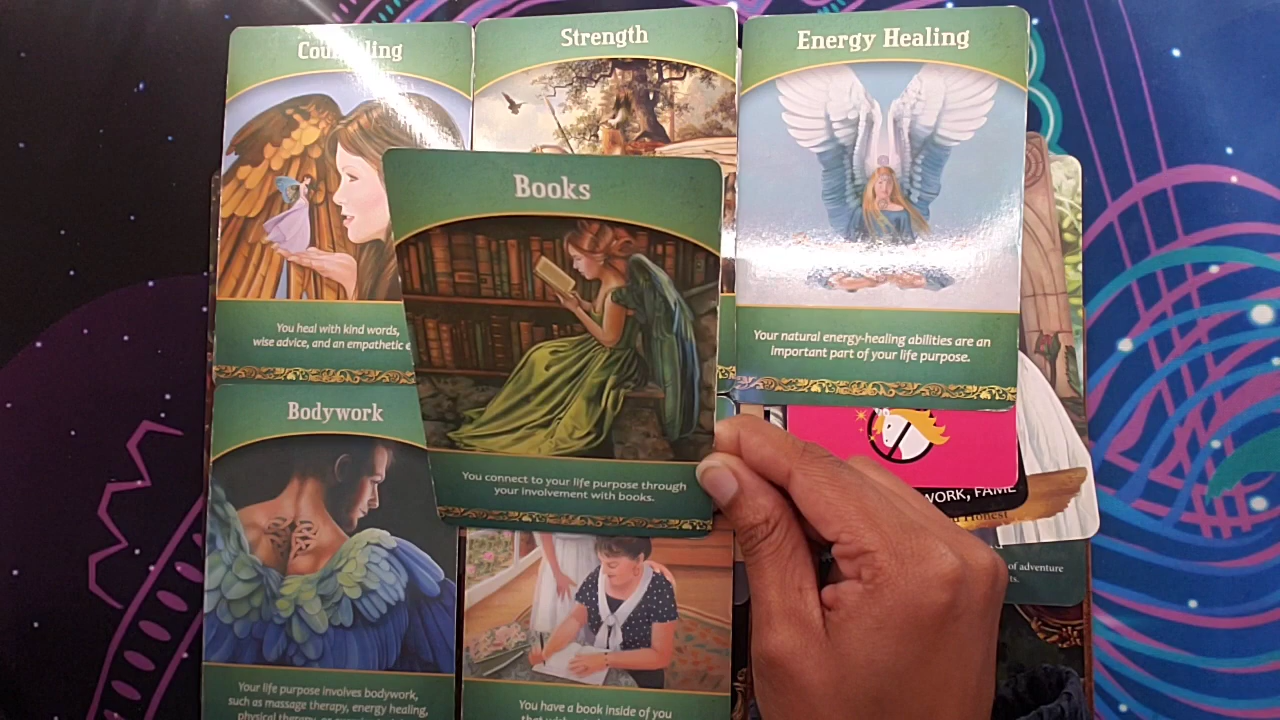 Strength
Energy Healing
Books
You heal with kind words,
wise advice, and an empathetic
Your natural energy-healing abilities are an
important part of your life purpose.
Bodywork
You connect to your life purpose through
your involvement with books.
WORK, FAME
Honest
of adventure
Your life purpose involves bodywork,
such as massage therapy, energy healing,
physical therapy,
You have a book inside of you